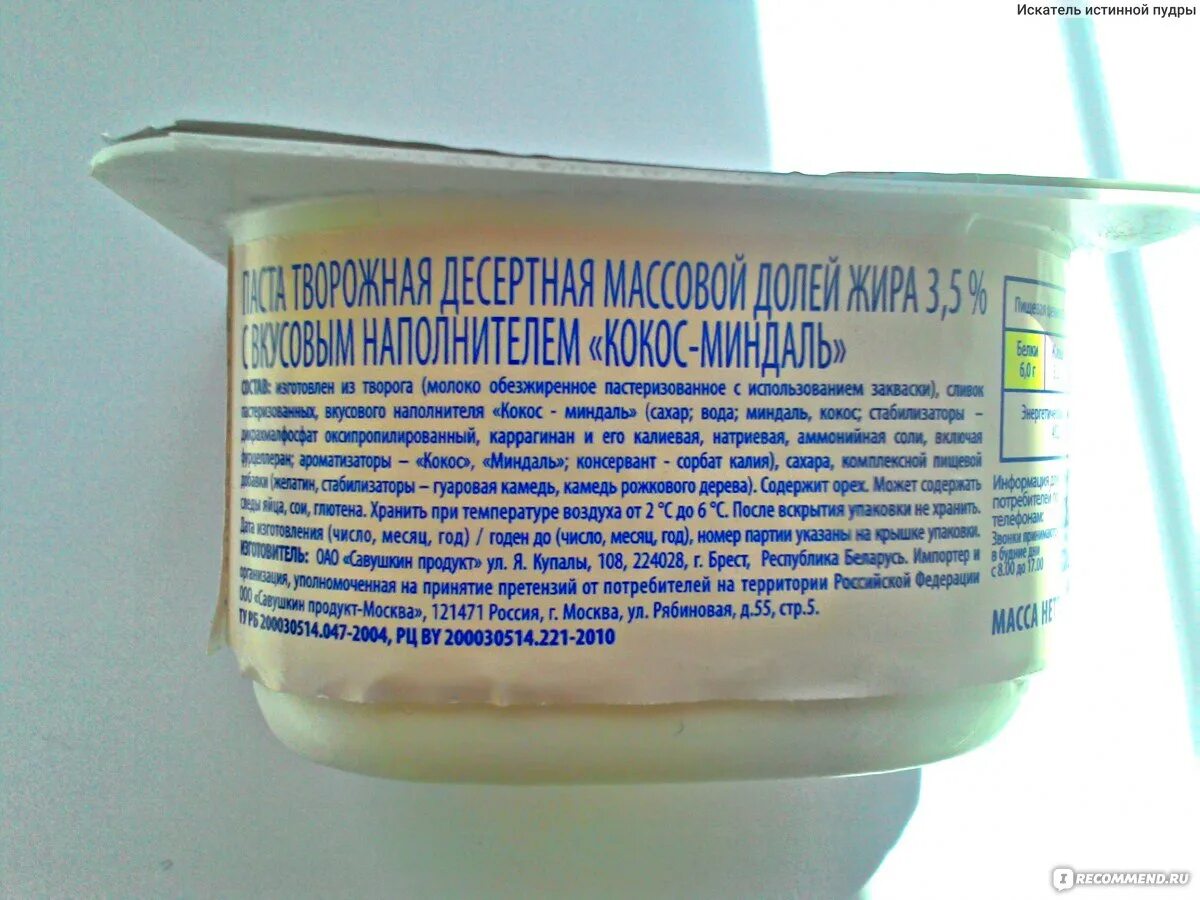 Искатель истинной пудры
ПАСТА ТВОРОЖНАЯ ДЕСЕРТНАЯ МАССОВОЙ ДОЛЕЙ ЖИРА 3,5 %
С ВКУСОВЫМ НАПОЛНИТЕЛЕМ «КОКОС-МИНДАЛЬ»
СОСТАВ: изготовлен из творога (молоко обезжиренное пастеризованное с использованием закваски), сливок
пастеризованных, вкусового наполнителя «Кокос - миндаль» (сахар; вода; миндаль, кокос; стабилизаторы –
дикрахмалфосфат оксипропилированный, каррагинан и его калиевая, натриевая, аммонийная соли, включая
фурцеллеран; ароматизаторы – «Кокос», «Миндаль»; консервант - сорбат калия), сахара, комплексной пищевой
добавки (желатин, стабилизаторы – гуаровая камедь, камедь рожкового дерева). Содержит орех. Может содержать
следы яйца, сои, глютена. Хранить при температуре воздуха от 2 °С до 6 °С. После вскрытия упаковки не хранить.
Дата изготовления (число, месяц, год) / годен до (число, месяц, год), номер партии указаны на крышке упаковки.
ИЗГОТОВИТЕЛЬ: ОАО «Савушкин продукт» ул. Я. Купалы, 108, 224028, г. Брест, Республика Беларусь. Импортер и
организация, уполномоченная на принятие претензий от потребителей на территории Российской Федерации
ООО «Савушкин продукт-Москва», 121471 Россия, г. Москва, ул. Рябиновая, д.55, стр.5.
ТУ РБ 200030514.047-2004, РЦ BY 200030514.221-2010
Пищевая
Белки
6,0 г
Информация
потребителей
телефонам:
Звонки
в будние дни
с 8.00 до 17.00
МАССА
IRECOMMEND.RU